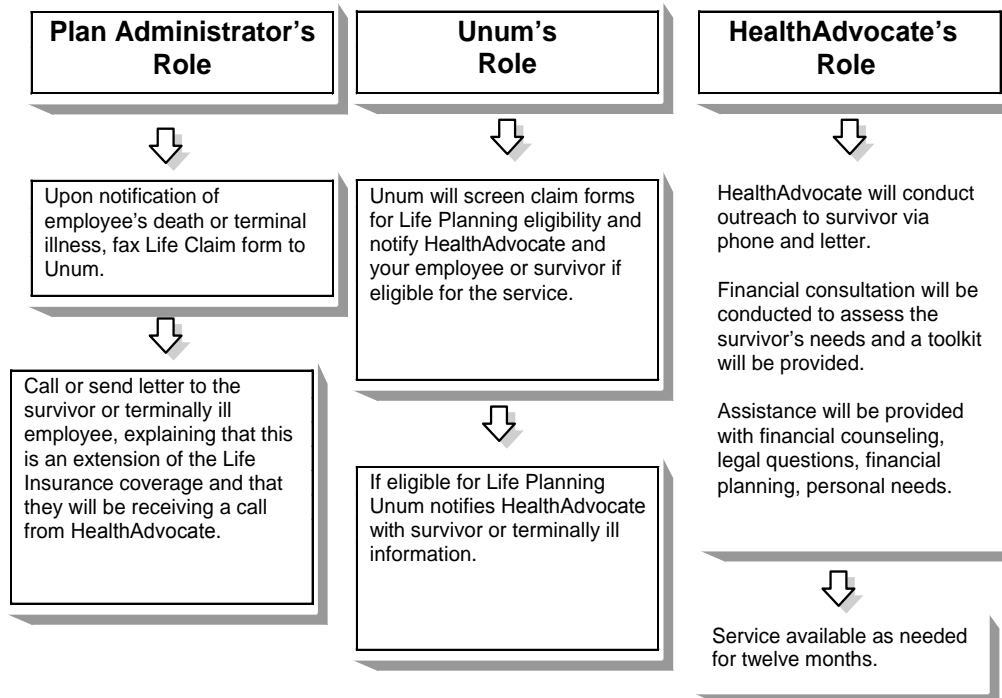 Plan Administrator's
Role
Upon notification of
employee's death or terminal
illness, fax Life Claim form to
Unum.
Call or send letter to the
survivor or terminally ill
employee, explaining that this
is an extension of the Life
Insurance coverage and that
they will be receiving a call
from HealthAdvocate.
Unum's
Role
Unum will screen claim forms
for Life Planning eligibility and
notify HealthAdvocate and
your employee or survivor if
eligible for the service.
If eligible for Life Planning
Unum notifies HealthAdvocate
with survivor or terminally ill
information.
HealthAdvocate's
Role
HealthAdvocate will conduct
outreach to survivor via
phone and letter.
Financial consultation will be
conducted to assess the
survivor's needs and a toolkit
will be provided.
Assistance will be provided
with financial counseling,
legal questions, financial
planning, personal needs.
Service available as needed
for twelve months.